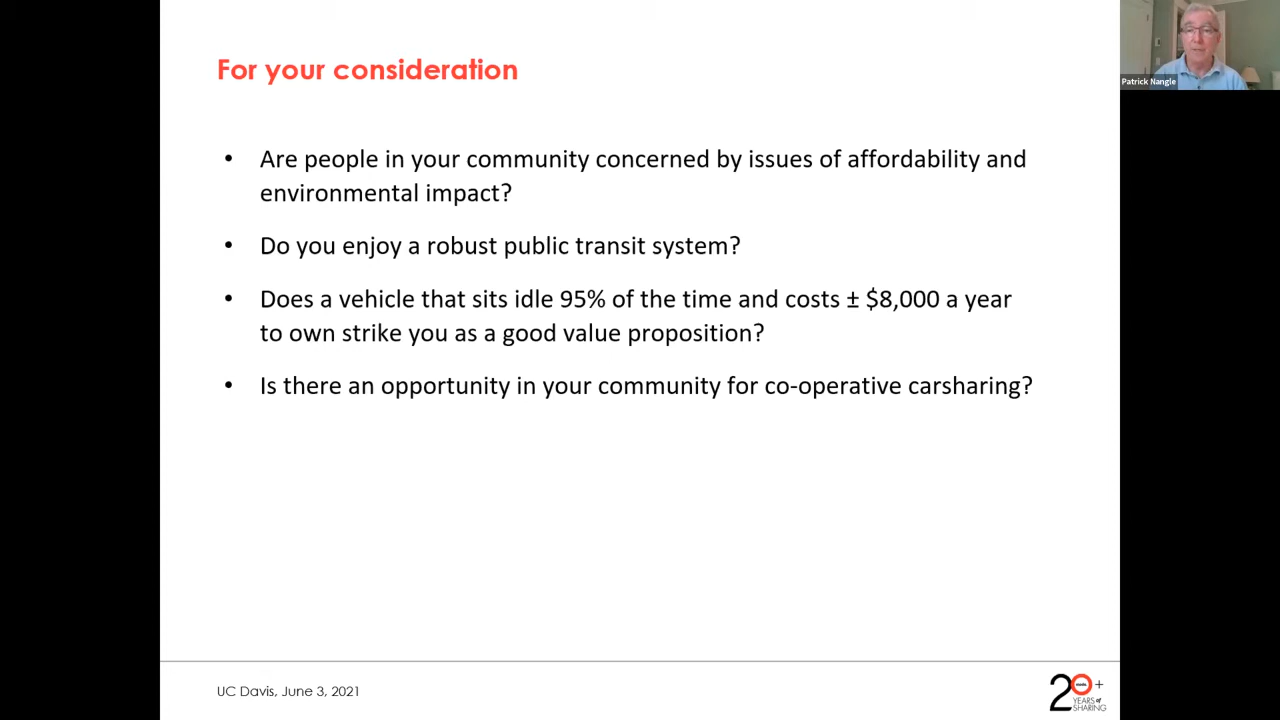 For your consideration
Patrick Nangle
• Are people in your community concerned by issues of affordability and
environmental impact?
• Do you enjoy a robust public transit system?
• Does a vehicle that sits idle 95% of the time and costs ± $8,000 a year
to own strike you as a good value proposition?
• Is there an opportunity in your community for co-operative carsharing?
UC Davis, June 3, 2021
20+
modo.
YEARS of
SHARING